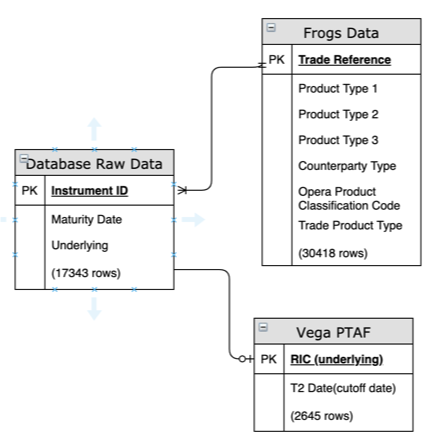 Frogs Data
PK Trade Reference
Product Type 1
Product Type 2
Product Type 3
Counterparty Type
Opera Product
Classification Code
Trade Product Type
(30418 rows)
Database Raw Data
PK Instrument ID
Maturity Date
Underlying
(17343 rows)
Vega PTAF
PK RIC (underlying)
T2 Date(cutoff date)
(2645 rows)